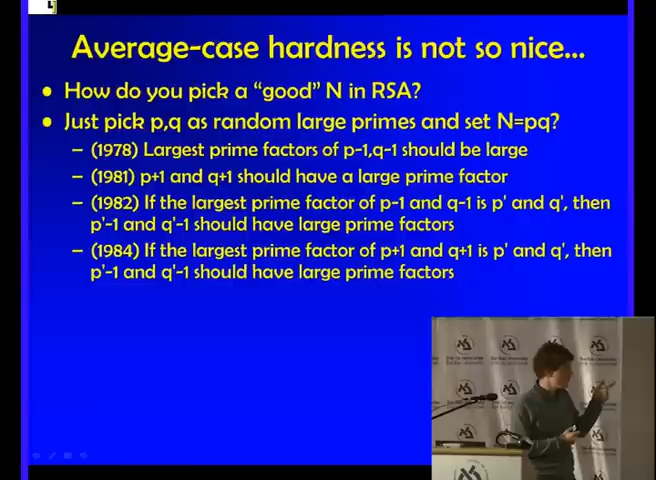 Average-case hardness is not so nice...
• How do you pick a “good” N in RSA?
• Just pick p,q as random large primes and set N=pq?
– (1978) Largest prime factors of p-1,q-1 should be large
– (1981) p+1 and q+1 should have a large prime factor
– (1982) If the largest prime factor of p-1 and q-1 is p' and q', then
p'-1 and q'-1 should have large prime factors
– (1984) If the largest prime factor of p+1 and q+1 is p' and q', then
p'-1 and q'-1 should have large prime factors